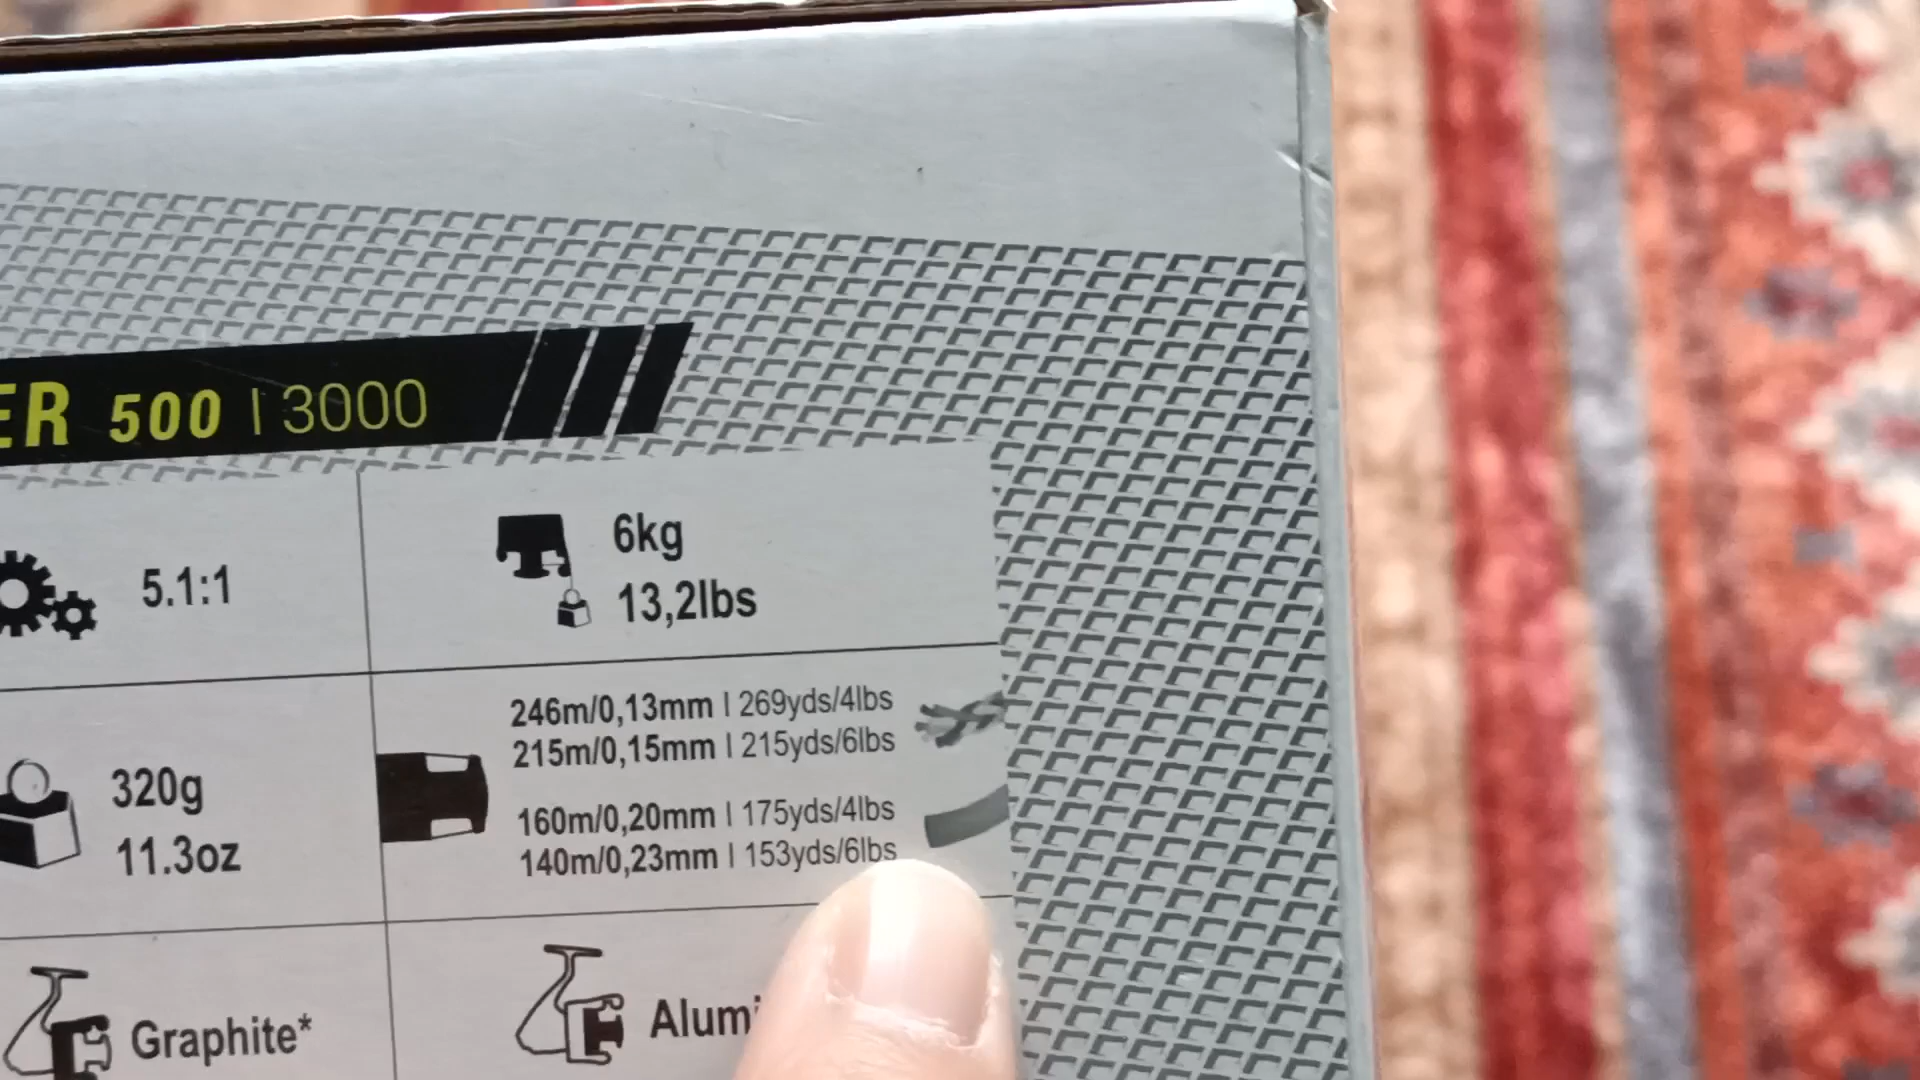 ER 500 | 3000
5.1:1
6kg
13,2lbs
320g
11.3oz
246m/0,13mm | 269yds/4lbs
215m/0,15mm | 215yds/6lbs
160m/0,20mm | 175yds/4lbs
140m/0,23mm | 153yds/6lbs
Graphite*
Alumi